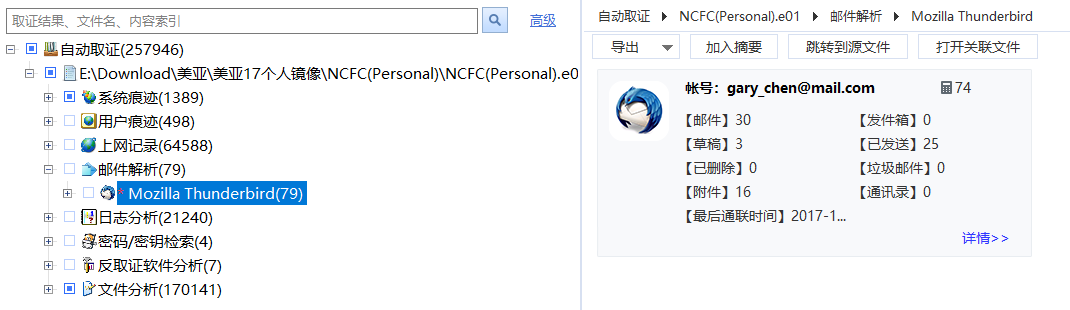 取证结果、文件名、内容索引
高级
自动取证(257946)
E:\Download\美亚\美亚17个人镜像\NCFC(Personal)\NCFC(Personal).e0
系统痕迹(1389)
用户痕迹(498)
上网记录(64588)
邮件解析(79)
* Mozilla Thunderbird(79)
日志分析(21240)
密码/密钥检索(4)
反取证软件分析(7)
文件分析(170141)
自动取证 NCFC(Personal).e01 邮件解析 Mozilla Thunderbird
导出 加入摘要 跳转到源文件 打开关联文件
帐号：gary_chen@mail.com 74
【邮件】30 【发件箱】0
【草稿】3 【已发送】25
【已删除】0 【垃圾邮件】0
【附件】16 【通讯录】0
【最后通联时间】2017-1...
详情>>